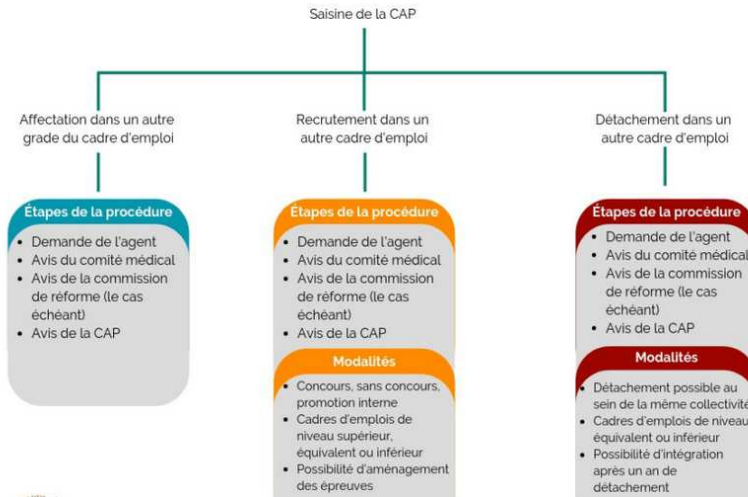 Saisine de la CAP
Affectation dans un autre
grade du cadre d'emploi
Recrutement dans un
autre cadre d'emploi
Détachement dans un
autre cadre d'emploi
Étapes de la procédure
• Demande de l'agent
• Avis du comité médical
• Avis de la commission
de réforme (le cas
échéant)
• Avis de la CAP
Étapes de la procédure
• Demande de l'agent
• Avis du comité médical
• Avis de la commission
de réforme (le cas
échéant)
• Avis de la CAP
Modalités
• Concours, sans concours,
promotion interne
• Cadres d'emplois de
niveau supérieur,
équivalent ou inférieur
• Possibilité d'aménagement
des épreuves
Étapes de la procédure
• Demande de l'agent
• Avis du comité médical
• Avis de la commission
de réforme (le cas
échéant)
• Avis de la CAP
Modalités
• Détachement possible au
sein de la même collectivité
• Cadres d'emplois de niveau
équivalent ou inférieur
• Possibilité d'intégration
après un an de
détachement